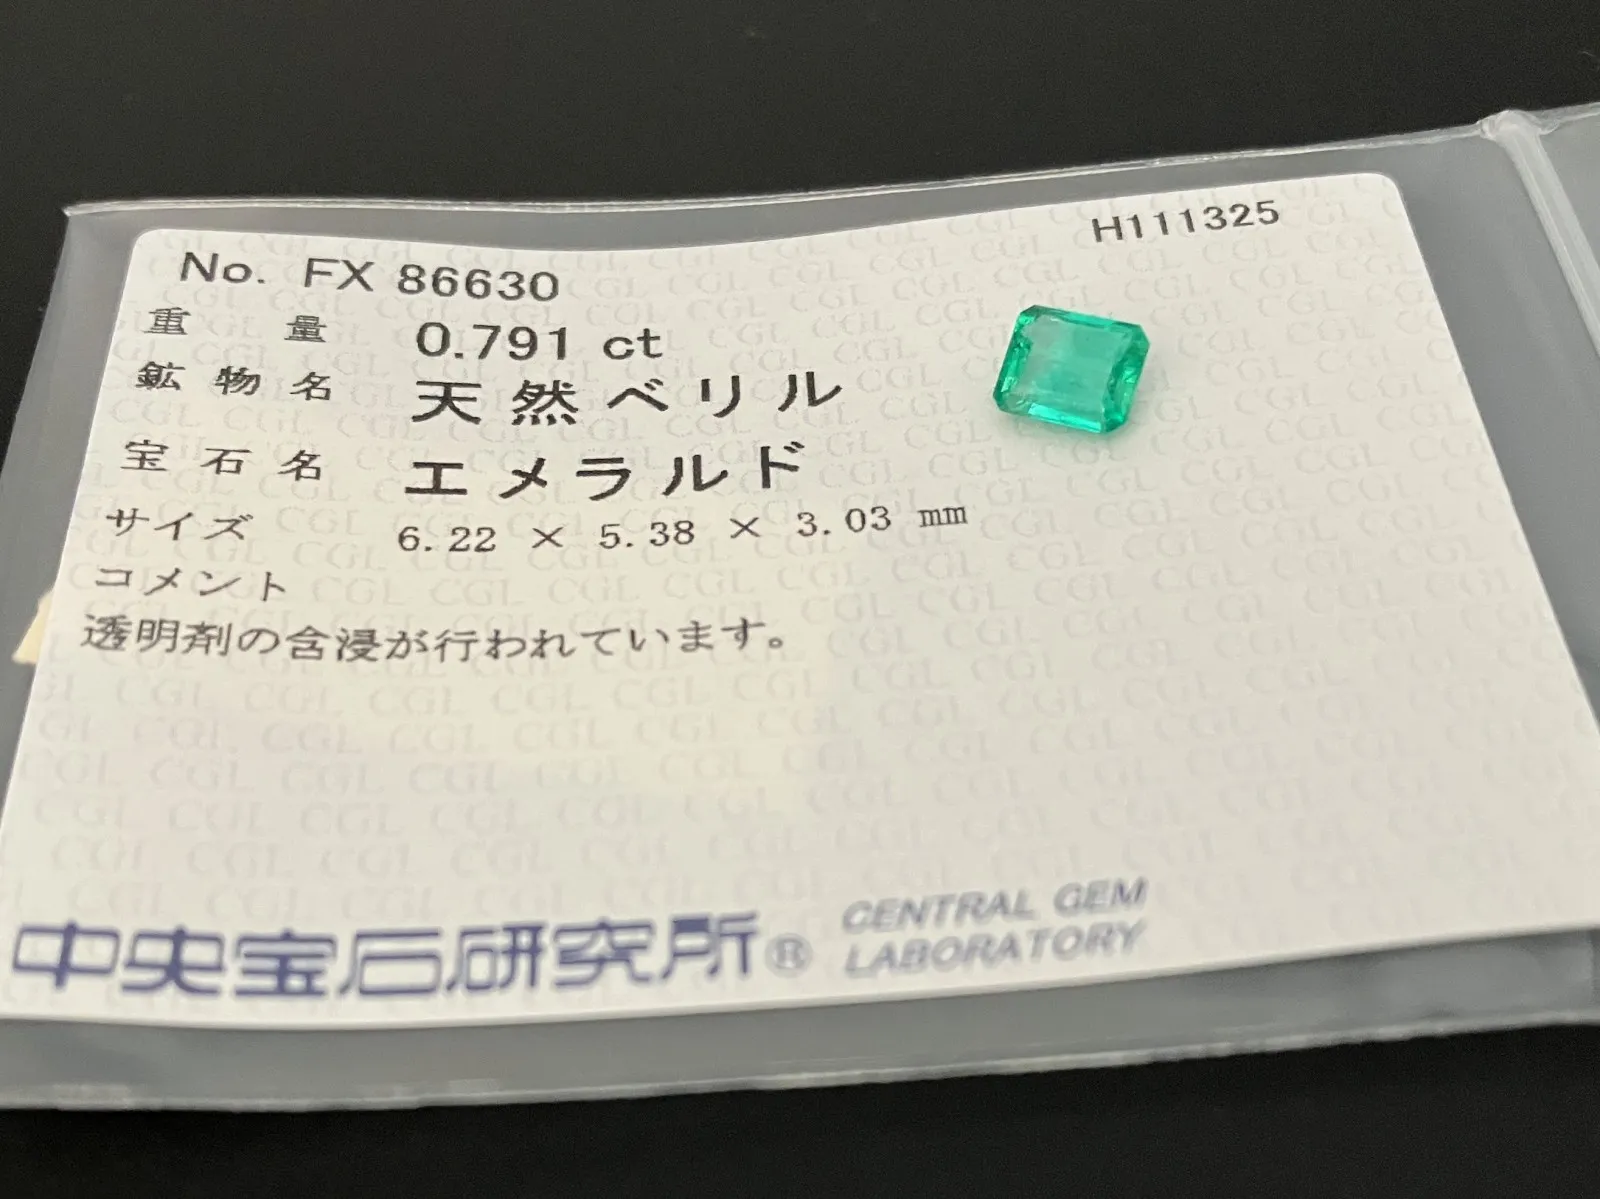 H111325
No. FX 86630
重量 0.791 ct
鉱物名 天然ベリル
宝石名 エメラルド
サイズ 6.22 × 5.38 × 3.03 mm
コメント
透明剤の含浸が行われています。
中央宝石研究所® CENTRAL GEM
LABORATORY